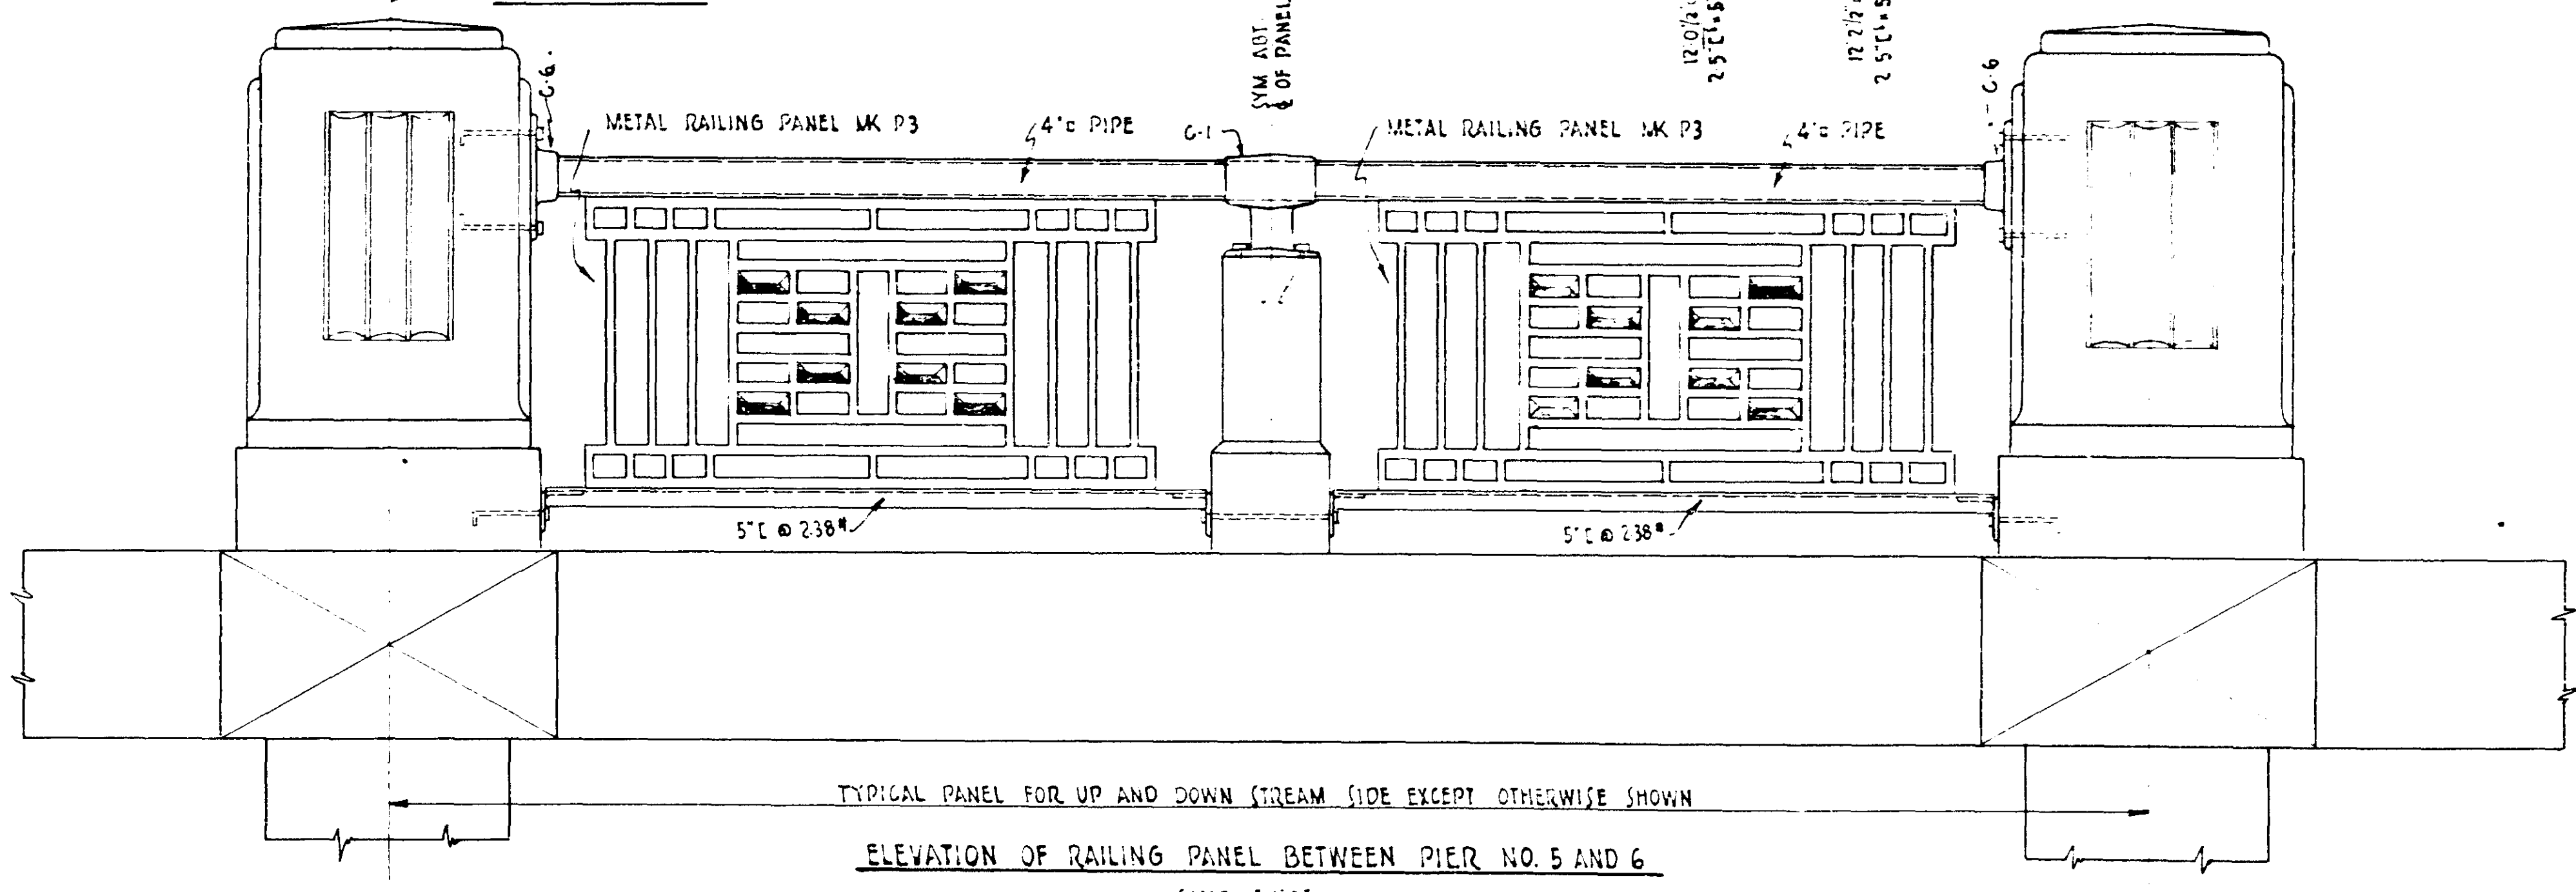 SYM ABT
℄ OF PANEL
C-6.
C-6
METAL RAILING PANEL MK P3
4"□ PIPE
C-1
METAL RAILING PANEL MK P3
4"□ PIPE
5"[ @ 2.38#
5"[ @ 2.38#
TYPICAL PANEL FOR UP AND DOWN STREAM SIDE EXCEPT OTHERWISE SHOWN
ELEVATION OF RAILING PANEL BETWEEN PIER NO. 5 AND 6